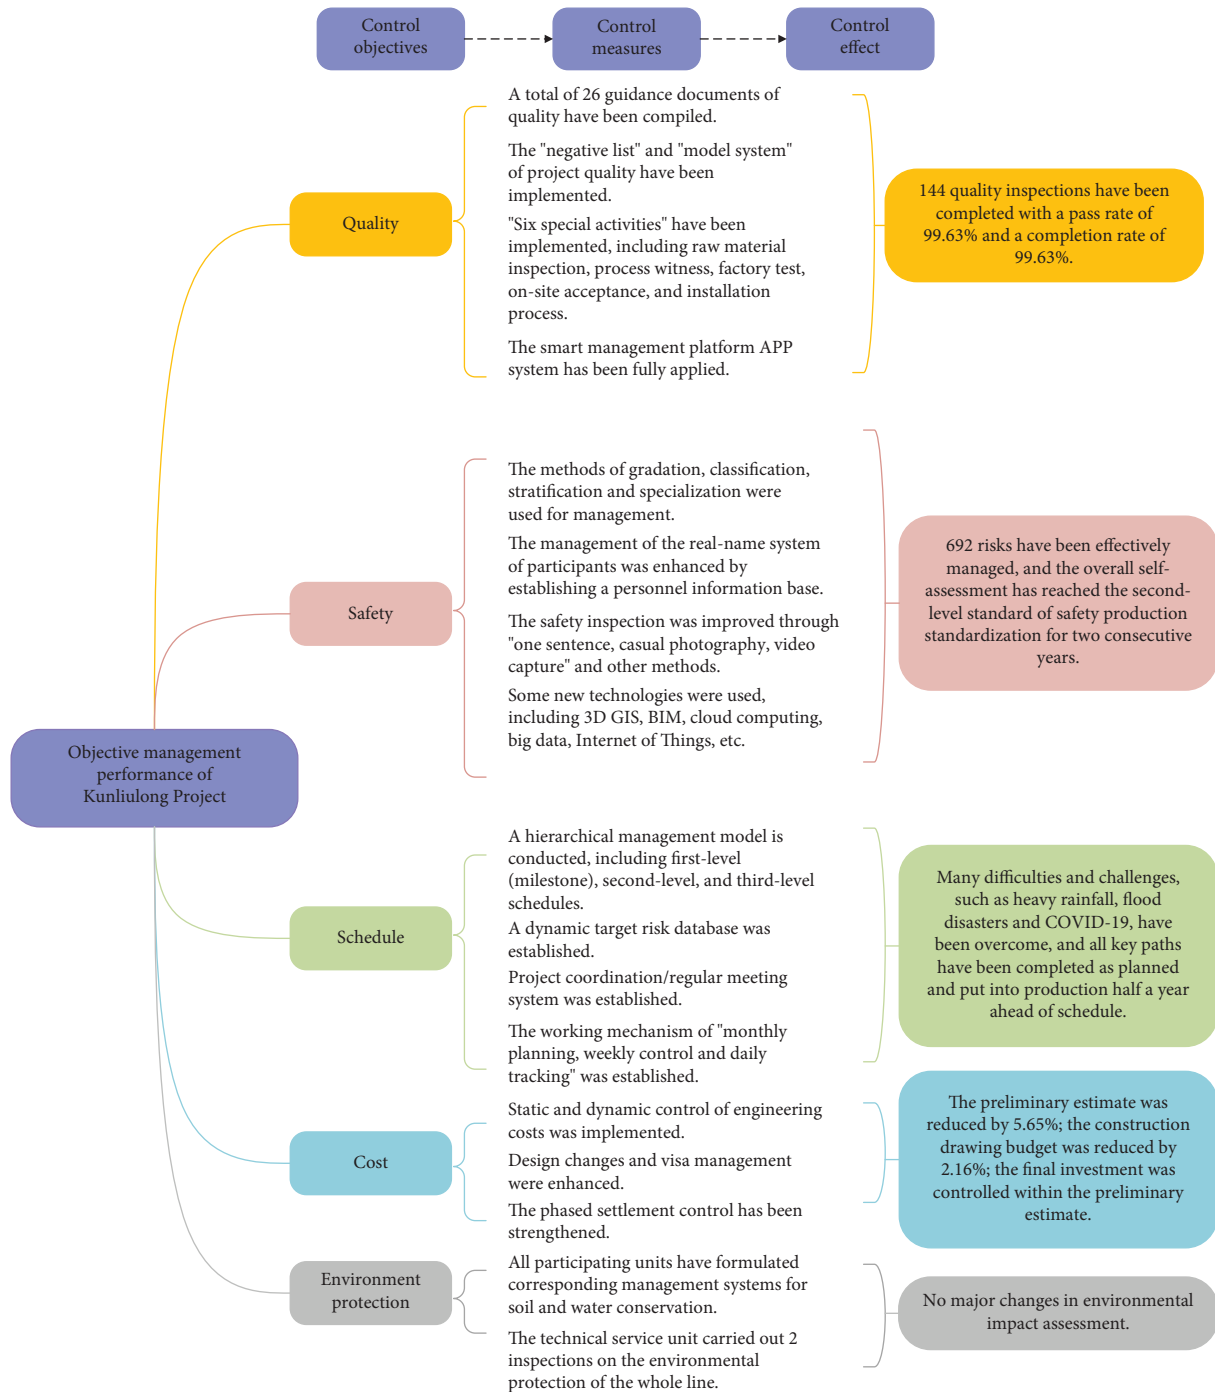 Control
objectives
Control
measures
Control
effect
A total of 26 guidance documents of
quality have been compiled.
The "negative list" and "model system"
of project quality have been
implemented.
"Six special activities" have been
implemented, including raw material
inspection, process witness, factory test,
on-site acceptance, and installation
process.
The smart management platform APP
system has been fully applied.
Quality
144 quality inspections have been
completed with a pass rate of
99.63% and a completion rate of
99.63%.
The methods of gradation, classification,
stratification and specialization were
used for management.
The management of the real-name system
of participants was enhanced by
establishing a personnel information base.
The safety inspection was improved through
"one sentence, casual photography, video
capture" and other methods.
Some new technologies were used,
including 3D GIS, BIM, cloud computing,
big data, Internet of Things, etc.
Safety
692 risks have been effectively
managed, and the overall self-
assessment has reached the second-
level standard of safety production
standardization for two consecutive
years.
Objective management
performance of
Kunliulong Project
A hierarchical management model is
conducted, including first-level
(milestone), second-level, and third-level
schedules.
A dynamic target risk database was
established.
Project coordination/regular meeting
system was established.
The working mechanism of "monthly
planning, weekly control and daily
tracking" was established.
Schedule
Many difficulties and challenges,
such as heavy rainfall, flood
disasters and COVID-19, have
been overcome, and all key paths
have been completed as planned
and put into production half a year
ahead of schedule.
Static and dynamic control of engineering
costs was implemented.
Design changes and visa management
were enhanced.
The phased settlement control has been
strengthened.
Cost
The preliminary estimate was
reduced by 5.65%; the construction
drawing budget was reduced by
2.16%; the final investment was
controlled within the preliminary
estimate.
Environment
protection
All participating units have formulated
corresponding management systems for
soil and water conservation.
The technical service unit carried out 2
inspections on the environmental
protection of the whole line.
No major changes in environmental
impact assessment.